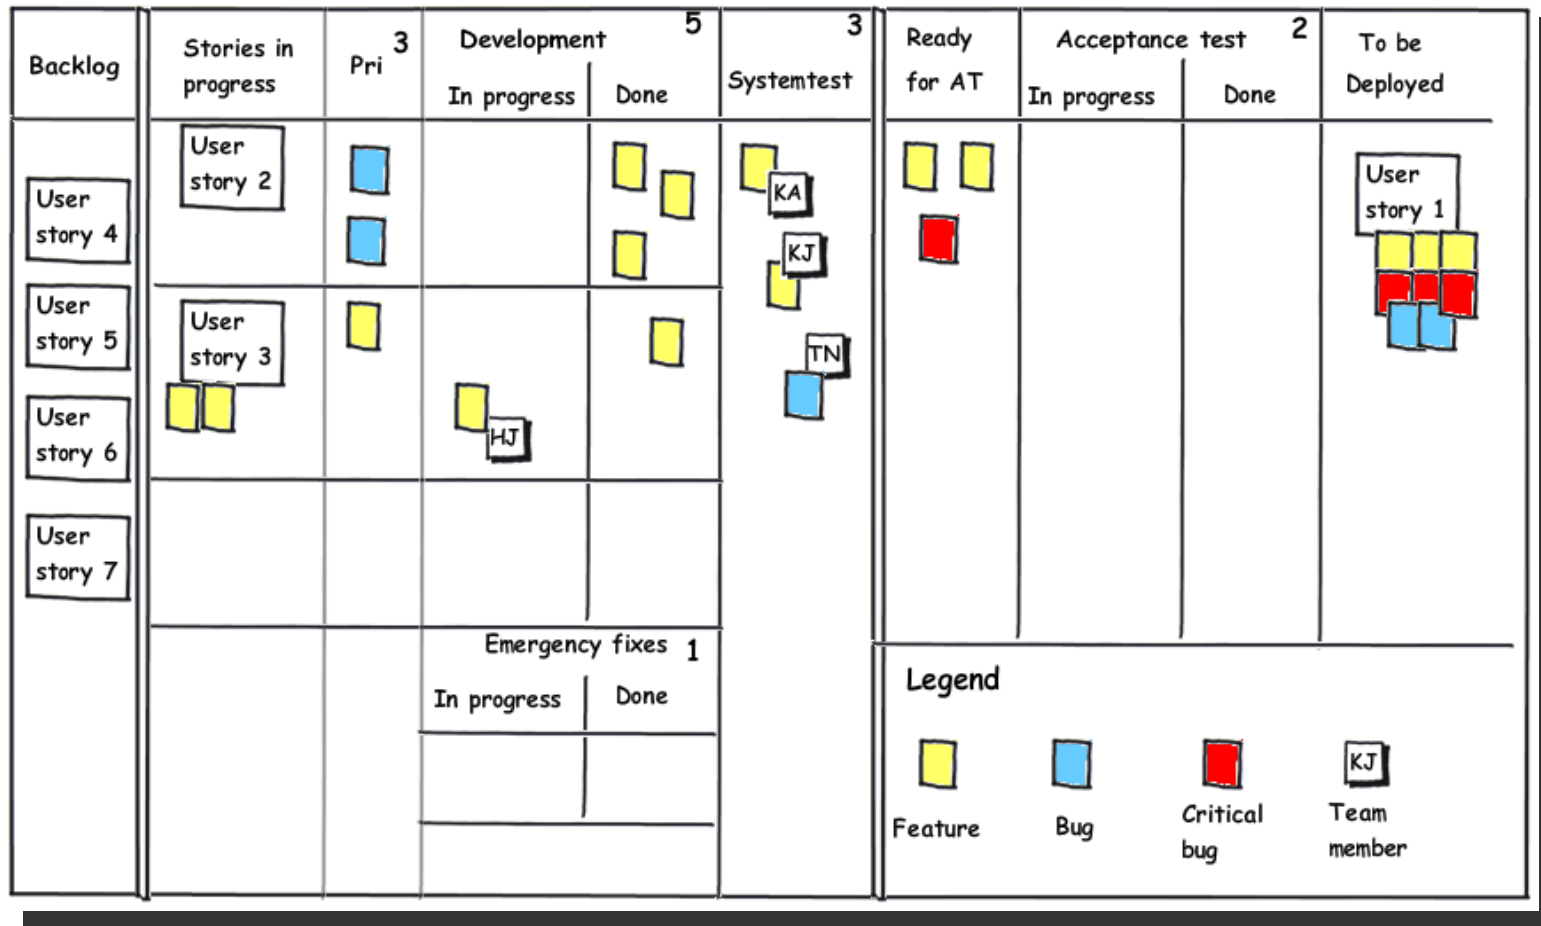 Backlog
Stories in
progress
Pri
3
Development
5
In progress
Done
3
Systemtest
Ready
for AT
Acceptance test
2
In progress
Done
To be
Deployed
User
story 4
User
story 5
User
story 6
User
story 7
User
story 2
User
story 3
HJ
KA
KJ
TN
User
story 1
Emergency fixes
1
In progress
Done
Legend
Feature
Bug
Critical
bug
KJ
Team
member